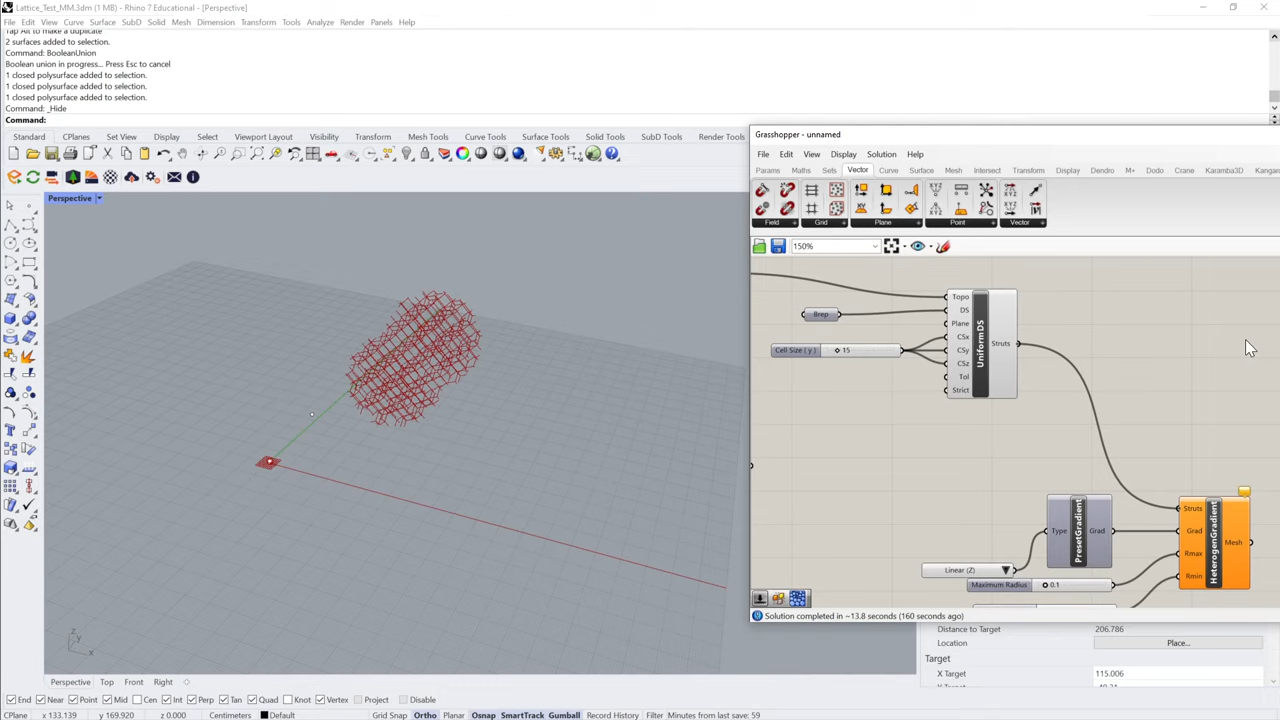 Lattice_Test_MM.3dm (1 MB) - Rhino 7 Educational - [Perspective]
File Edit View Curve Surface SubD Solid Mesh Dimension Transform Tools Analyze Render Panels Help
Tap Alt to make a duplicate
2 surfaces added to selection.
Command: BooleanUnion
Boolean union in progress... Press Esc to cancel
1 closed polysurface added to selection.
1 closed polysurface added to selection.
1 closed polysurface added to selection.
Command: _Hide
Command:
Standard CPlanes Set View Display Select Viewport Layout Visibility Transform Mesh Tools Curve Tools Surface Tools Solid Tools SubD Tools Render Tools
Perspective
Grasshopper - unnamed
File Edit View Display Solution Help
Params Maths Sets Vector Curve Surface Mesh Intersect Transform Display Dendro M+ Dodo Crane Karamba3D Kangar
Field Grid Plane Point Vector
150%
Topo
Brep DS
Plane
Cell Size ( y ) 15 CSx
CSy
CSz
Tol
Strict
UniformDS
Struts
Type PresetGradient Grad
Linear (Z)
Maximum Radius 0.1
Struts
Grad
Rmax
Rmin
HeterogenGradient
Mesh
Solution completed in ~13.8 seconds (160 seconds ago)
Distance to Target 206.786
Location Place...
Target
X Target 115.006
z y x
Perspective Top Front Right
End Near Point Mid Cen Int Perp Tan Quad Knot Vertex Project Disable
CPlane x 133.139 y 169.920 z 0.000 Centimeters Default Grid Snap Ortho Planar Osnap SmartTrack Gumball Record History Filter Minutes from last save: 59